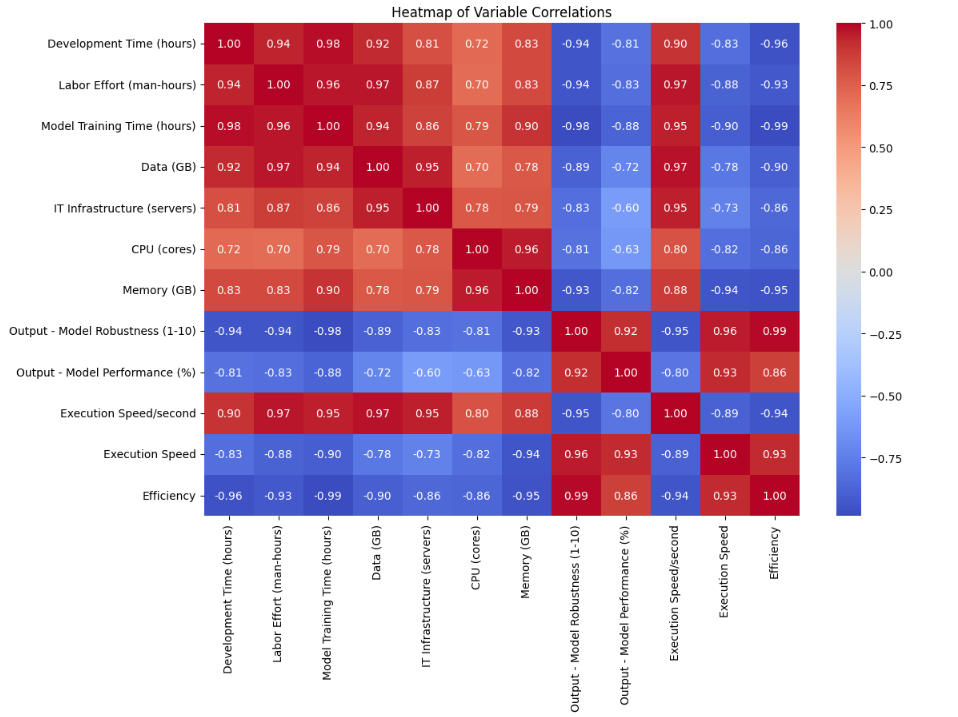 Heatmap of Variable Correlations
Development Time (hours) 1.00 0.94 0.98 0.92 0.81 0.72 0.83 -0.94 -0.81 0.90 -0.83 -0.96
Labor Effort (man-hours) 0.94 1.00 0.96 0.97 0.87 0.70 0.83 -0.94 -0.83 0.97 -0.88 -0.93
Model Training Time (hours) 0.98 0.96 1.00 0.94 0.86 0.79 0.90 -0.98 -0.88 0.95 -0.90 -0.99
Data (GB) 0.92 0.97 0.94 1.00 0.95 0.70 0.78 -0.89 -0.72 0.97 -0.78 -0.90
IT Infrastructure (servers) 0.81 0.87 0.86 0.95 1.00 0.78 0.79 -0.83 -0.60 0.95 -0.73 -0.86
CPU (cores) 0.72 0.70 0.79 0.70 0.78 1.00 0.96 -0.81 -0.63 0.80 -0.82 -0.86
Memory (GB) 0.83 0.83 0.90 0.78 0.79 0.96 1.00 -0.93 -0.82 0.88 -0.94 -0.95
Output - Model Robustness (1-10) -0.94 -0.94 -0.98 -0.89 -0.83 -0.81 -0.93 1.00 0.92 -0.95 0.96 0.99
Output - Model Performance (%) -0.81 -0.83 -0.88 -0.72 -0.60 -0.63 -0.82 0.92 1.00 -0.80 0.93 0.86
Execution Speed/second 0.90 0.97 0.95 0.97 0.95 0.80 0.88 -0.95 -0.80 1.00 -0.89 -0.94
Execution Speed -0.83 -0.88 -0.90 -0.78 -0.73 -0.82 -0.94 0.96 0.93 -0.89 1.00 0.93
Efficiency -0.96 -0.93 -0.99 -0.90 -0.86 -0.86 -0.95 0.99 0.86 -0.94 0.93 1.00
Development Time (hours)
Labor Effort (man-hours)
Model Training Time (hours)
Data (GB)
IT Infrastructure (servers)
CPU (cores)
Memory (GB)
Output - Model Robustness (1-10)
Output - Model Performance (%)
Execution Speed/second
Execution Speed
Efficiency
1.00
0.75
0.50
0.25
0.00
−0.25
−0.50
−0.75